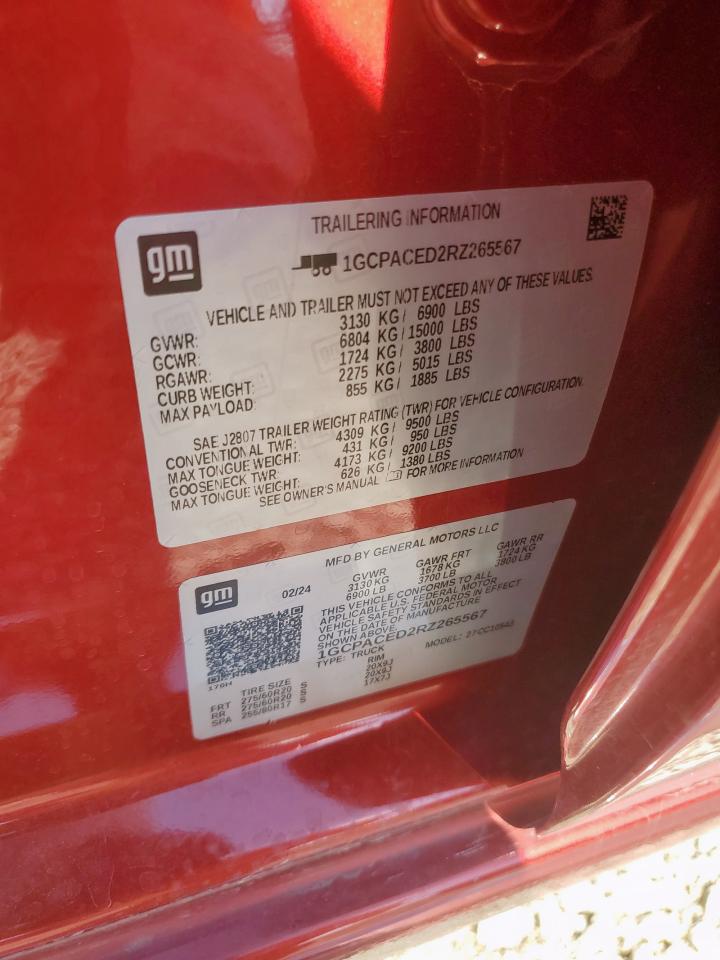 TRAILERING INFORMATION
gm
1GCPACED2RZ265567
VEHICLE AND TRAILER MUST NOT EXCEED ANY OF THESE VALUES.
GVWR: 3130 KG / 6900 LBS
GCWR: 6804 KG / 15000 LBS
RGAWR: 1724 KG / 3800 LBS
CURB WEIGHT: 2275 KG / 5015 LBS
MAX PAYLOAD: 855 KG / 1885 LBS
SAE J2807 TRAILER WEIGHT RATING (TWR) FOR VEHICLE CONFIGURATION.
CONVENTIONAL TWR: 4309 KG / 9500 LBS
MAX TONGUE WEIGHT: 431 KG / 950 LBS
GOOSENECK TWR: 4173 KG / 9200 LBS
MAX TONGUE WEIGHT: 626 KG / 1380 LBS
SEE OWNER'S MANUAL FOR MORE INFORMATION
gm
02/24
MFD BY GENERAL MOTORS LLC
GVWR GAWR FRT GAWR RR
3130 KG 1678 KG 1724 KG
6900 LB 3700 LB 3800 LB
THIS VEHICLE CONFORMS TO ALL
APPLICABLE U.S. FEDERAL MOTOR
VEHICLE SAFETY STANDARDS IN EFFECT
ON THE DATE OF MANUFACTURE
SHOWN ABOVE.
1GCPACED2RZ265567
TYPE: TRUCK MODEL:
TIRE SIZE RIM
FRT 275/60R20 S 20X9J
RR 275/60R20 S 20X9J
SPA 255/80R17 S 17X7J